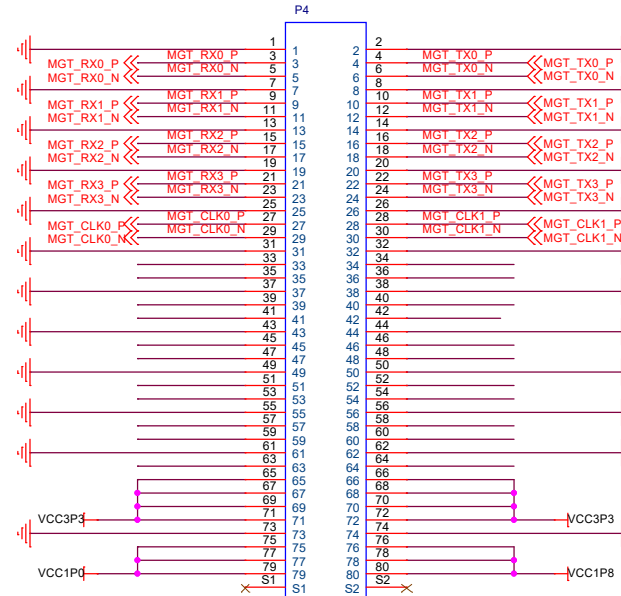 P4
1 2
1 2
MGT_RX0_P 3 4 MGT_TX0_P
MGT_RX0_P 3 4 MGT_TX0_P
MGT_RX0_N 5 6 MGT_TX0_N
MGT_RX0_N 5 6 MGT_TX0_N
7 8
7 8
MGT_RX1_P 9 10 MGT_TX1_P
MGT_RX1_P 9 10 MGT_TX1_P
MGT_RX1_N 11 12 MGT_TX1_N
MGT_RX1_N 11 12 MGT_TX1_N
13 14
13 14
MGT_RX2_P 15 16 MGT_TX2_P
MGT_RX2_P 15 16 MGT_TX2_P
MGT_RX2_N 17 18 MGT_TX2_N
MGT_RX2_N 17 18 MGT_TX2_N
19 20
19 20
MGT_RX3_P 21 22 MGT_TX3_P
MGT_RX3_P 21 22 MGT_TX3_P
MGT_RX3_N 23 24 MGT_TX3_N
MGT_RX3_N 23 24 MGT_TX3_N
25 26
25 26
MGT_CLK0_P 27 28 MGT_CLK1_P
MGT_CLK0_P 27 28 MGT_CLK1_P
MGT_CLK0_N 29 30 MGT_CLK1_N
MGT_CLK0_N 29 30 MGT_CLK1_N
31 32
31 32
33 34
33 34
35 36
35 36
37 38
37 38
39 40
39 40
41 42
41 42
43 44
43 44
45 46
45 46
47 48
47 48
49 50
49 50
51 52
51 52
53 54
53 54
55 56
55 56
57 58
57 58
59 60
59 60
61 62
61 62
63 64
63 64
65 66
65 66
67 68
67 68
69 70
69 70
71 72
VCC3P3 71 72 VCC3P3
73 74
73 74
75 76
75 76
77 78
77 78
79 80
VCC1P0 79 80 VCC1P8
S1 S2
S1 S2